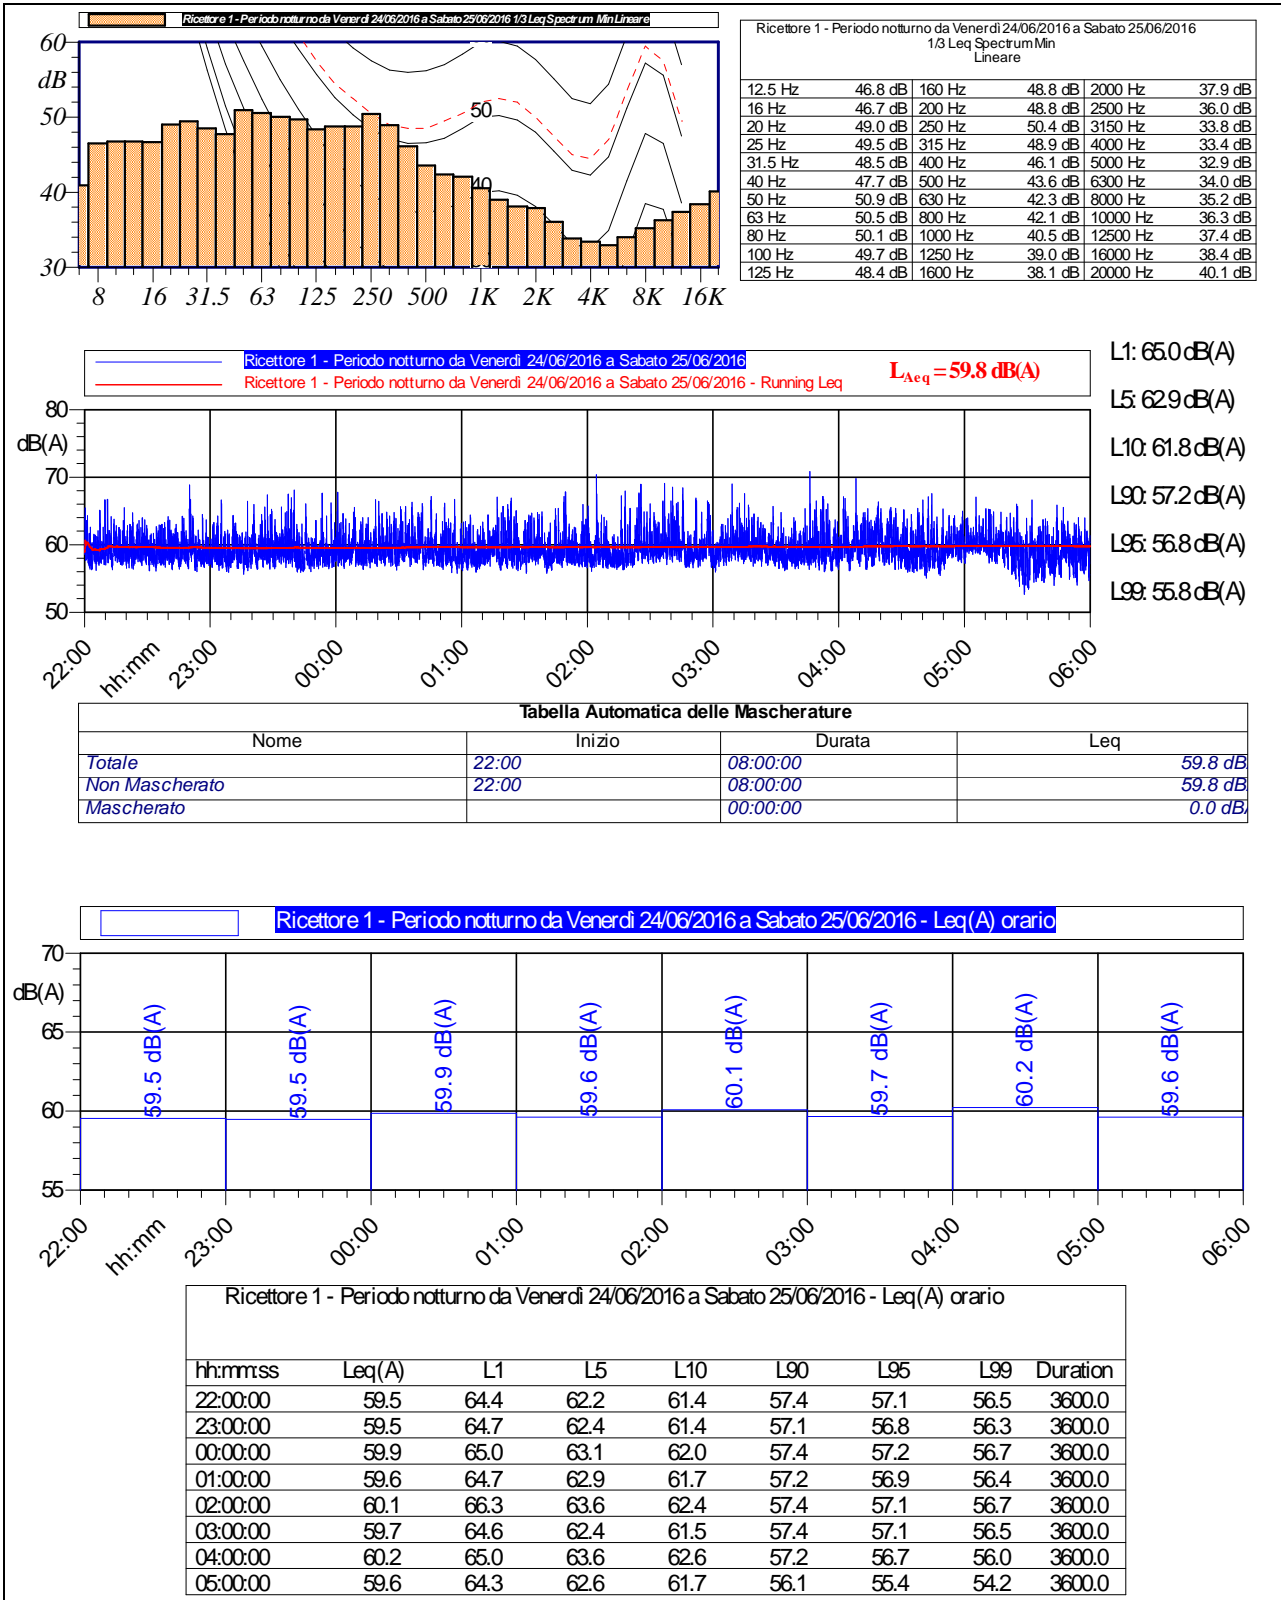 Ricettore 1 - Periodo notturno da Venerdì 24/06/2016 a Sabato 25/06/2016 1/3 Leq Spectrum Min Lineare
60
dB
50
40
30
50
40
8 16 31.5 63 125 250 500 1K 2K 4K 8K 16K
Ricettore 1 - Periodo notturno da Venerdì 24/06/2016 a Sabato 25/06/2016
1/3 Leq Spectrum Min
Lineare
12.5 Hz 46.8 dB 160 Hz 48.8 dB 2000 Hz 37.9 dB
16 Hz 46.7 dB 200 Hz 48.8 dB 2500 Hz 36.0 dB
20 Hz 49.0 dB 250 Hz 50.4 dB 3150 Hz 33.8 dB
25 Hz 49.5 dB 315 Hz 48.9 dB 4000 Hz 33.4 dB
31.5 Hz 48.5 dB 400 Hz 46.1 dB 5000 Hz 32.9 dB
40 Hz 47.7 dB 500 Hz 43.6 dB 6300 Hz 34.0 dB
50 Hz 50.9 dB 630 Hz 42.3 dB 8000 Hz 35.2 dB
63 Hz 50.5 dB 800 Hz 42.1 dB 10000 Hz 36.3 dB
80 Hz 50.1 dB 1000 Hz 40.5 dB 12500 Hz 37.4 dB
100 Hz 49.7 dB 1250 Hz 39.0 dB 16000 Hz 38.4 dB
125 Hz 48.4 dB 1600 Hz 38.1 dB 20000 Hz 40.1 dB
Ricettore 1 - Periodo notturno da Venerdì 24/06/2016 a Sabato 25/06/2016
Ricettore 1 - Periodo notturno da Venerdì 24/06/2016 a Sabato 25/06/2016 - Running Leq
LAeq = 59.8 dB(A)
L1: 65.0 dB(A)
L5: 62.9 dB(A)
L10: 61.8 dB(A)
L90: 57.2 dB(A)
L95: 56.8 dB(A)
L99: 55.8 dB(A)
80
dB(A)
70
60
50
22:00 hh:mm 23:00 00:00 01:00 02:00 03:00 04:00 05:00 06:00
Tabella Automatica delle Mascherature
Nome Inizio Durata Leq
Totale 22:00 08:00:00 59.8 dB
Non Mascherato 22:00 08:00:00 59.8 dB
Mascherato 00:00:00 0.0 dB
Ricettore 1 - Periodo notturno da Venerdì 24/06/2016 a Sabato 25/06/2016 - Leq(A) orario
70
dB(A)
65
60
55
59.5 dB(A) 59.5 dB(A) 59.9 dB(A) 59.6 dB(A) 60.1 dB(A) 59.7 dB(A) 60.2 dB(A) 59.6 dB(A)
22:00 hh:mm 23:00 00:00 01:00 02:00 03:00 04:00 05:00 06:00
Ricettore 1 - Periodo notturno da Venerdì 24/06/2016 a Sabato 25/06/2016 - Leq(A) orario
hh:mm:ss Leq(A) L1 L5 L10 L90 L95 L99 Duration
22:00:00 59.5 64.4 62.2 61.4 57.4 57.1 56.5 3600.0
23:00:00 59.5 64.7 62.4 61.4 57.1 56.8 56.3 3600.0
00:00:00 59.9 65.0 63.1 62.0 57.4 57.2 56.7 3600.0
01:00:00 59.6 64.7 62.9 61.7 57.2 56.9 56.4 3600.0
02:00:00 60.1 66.3 63.6 62.4 57.4 57.1 56.7 3600.0
03:00:00 59.7 64.6 62.4 61.5 57.4 57.1 56.5 3600.0
04:00:00 60.2 65.0 63.6 62.6 57.2 56.7 56.0 3600.0
05:00:00 59.6 64.3 62.6 61.7 56.1 55.4 54.2 3600.0